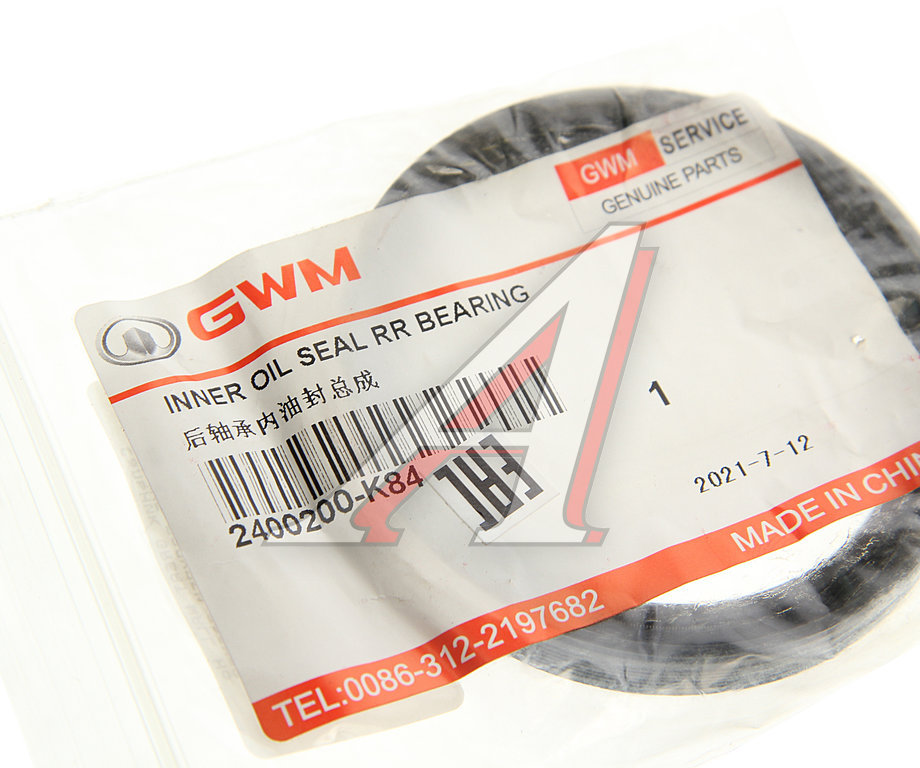 GWM SERVICE
GENUINE PARTS
GWM
INNER OIL SEAL RR BEARING
后轴承内油封总成
1
2400200-K84
2021-7-12
MADE IN CHIN
TEL:0086-312-2197682